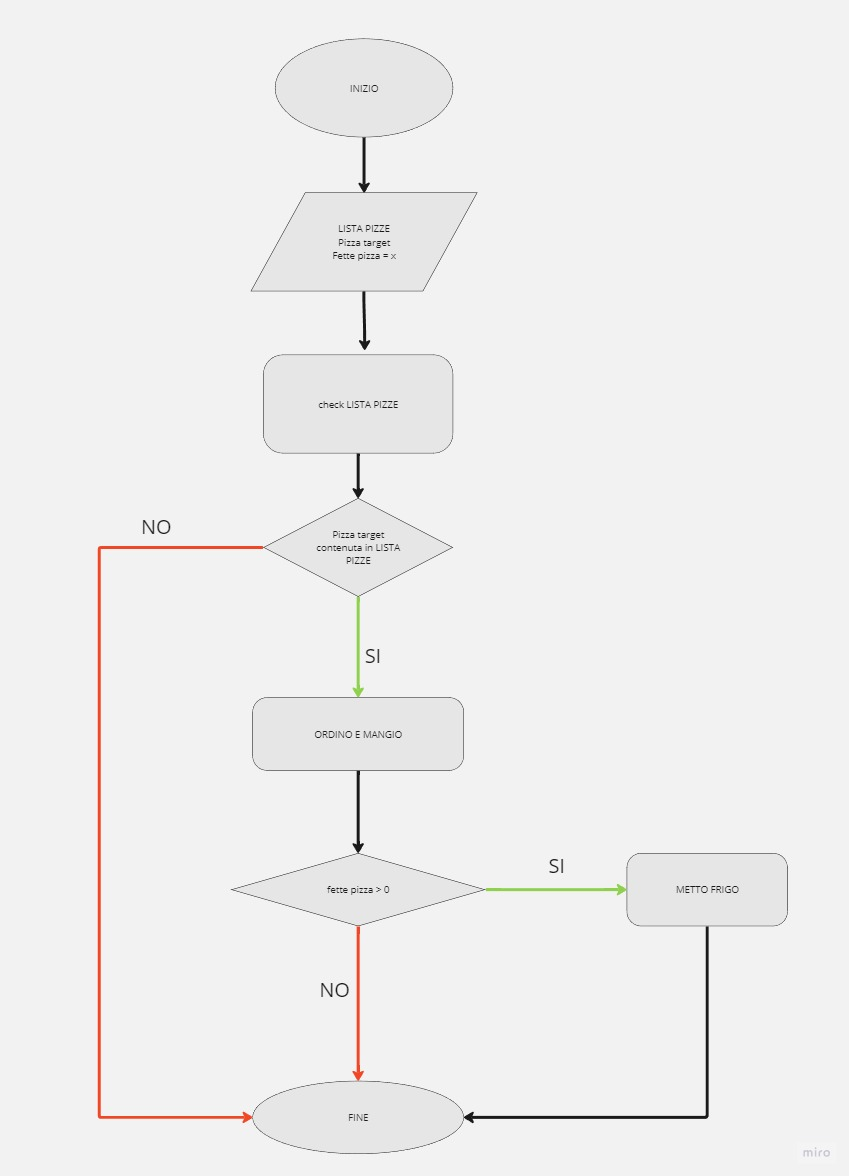 INIZIO
LISTA PIZZE
Pizza target
Fette pizza = x
check LISTA PIZZE
NO
Pizza target
contenuta in LISTA
PIZZE
SI
ORDINO E MANGIO
fette pizza > 0
SI
METTO FRIGO
NO
FINE
miro